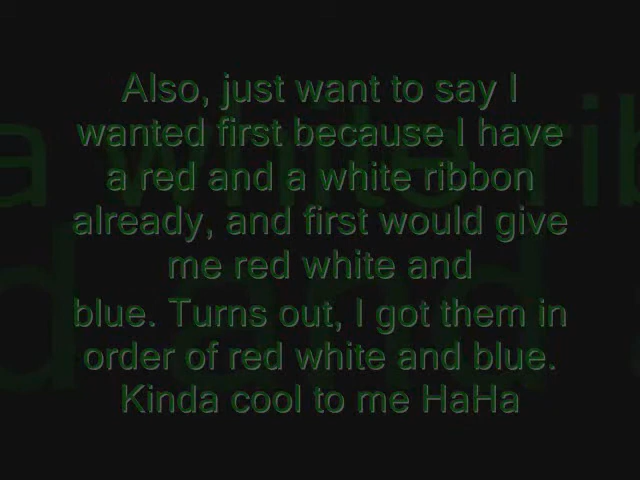 Also, just want to say I
wanted first because I have
a red and a white ribbon
already, and first would give
me red white and
blue. Turns out, I got them in
order of red white and blue.
Kinda cool to me HaHa